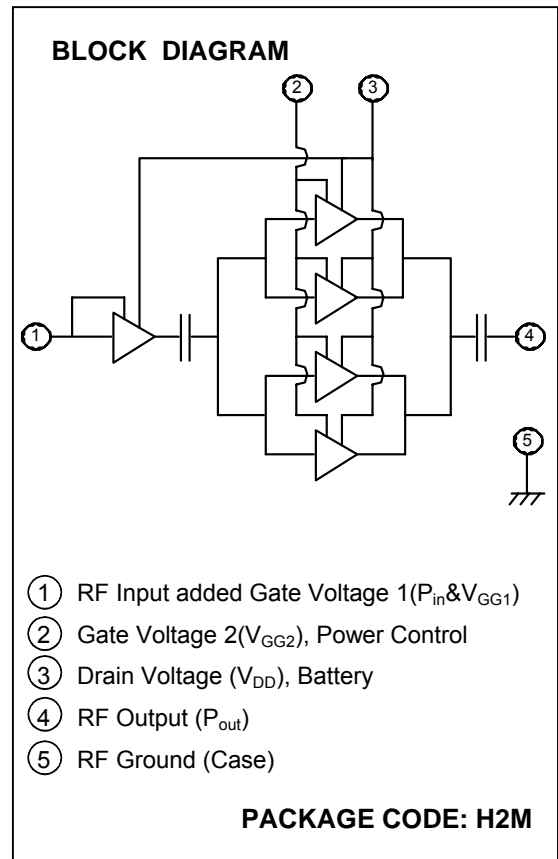 BLOCK DIAGRAM
2 3
1
4
5
1 RF Input added Gate Voltage 1(Pin&VGG1)
2 Gate Voltage 2(VGG2), Power Control
3 Drain Voltage (VDD), Battery
4 RF Output (Pout)
5 RF Ground (Case)
PACKAGE CODE: H2M